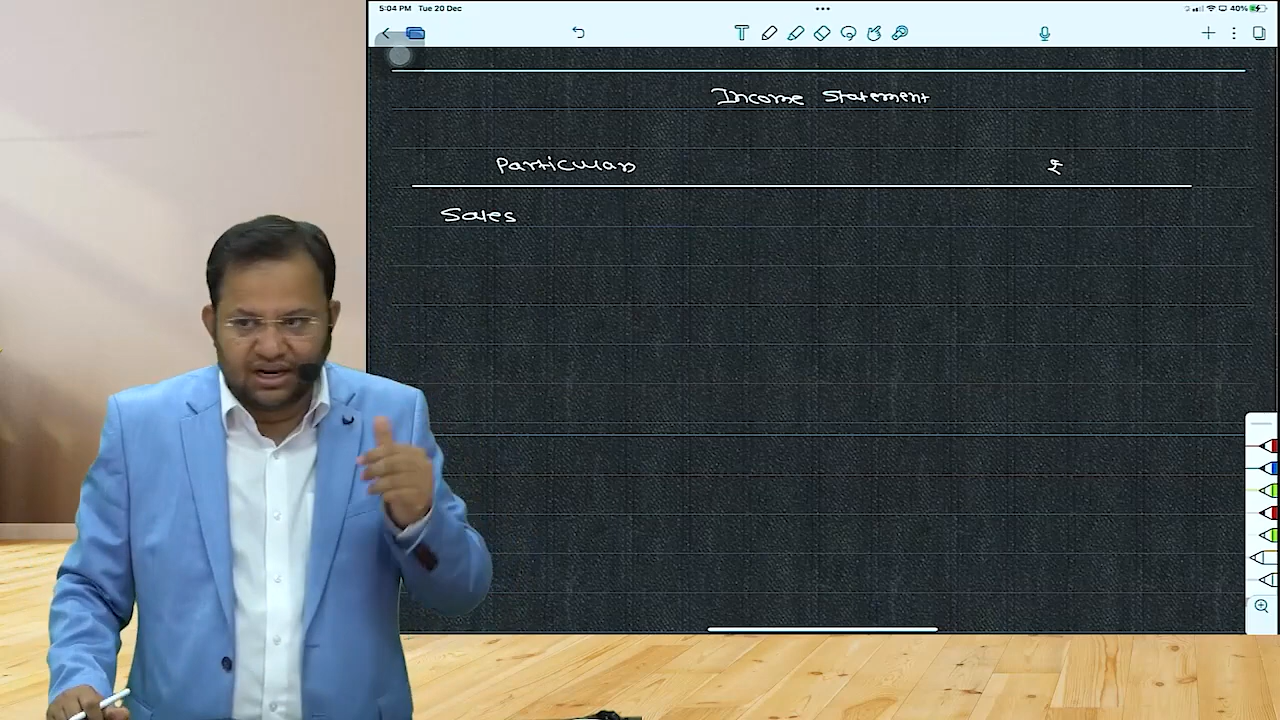 5:04 PM Tue 20 Dec
40%
Income Statement
Particulars ₹
Sales